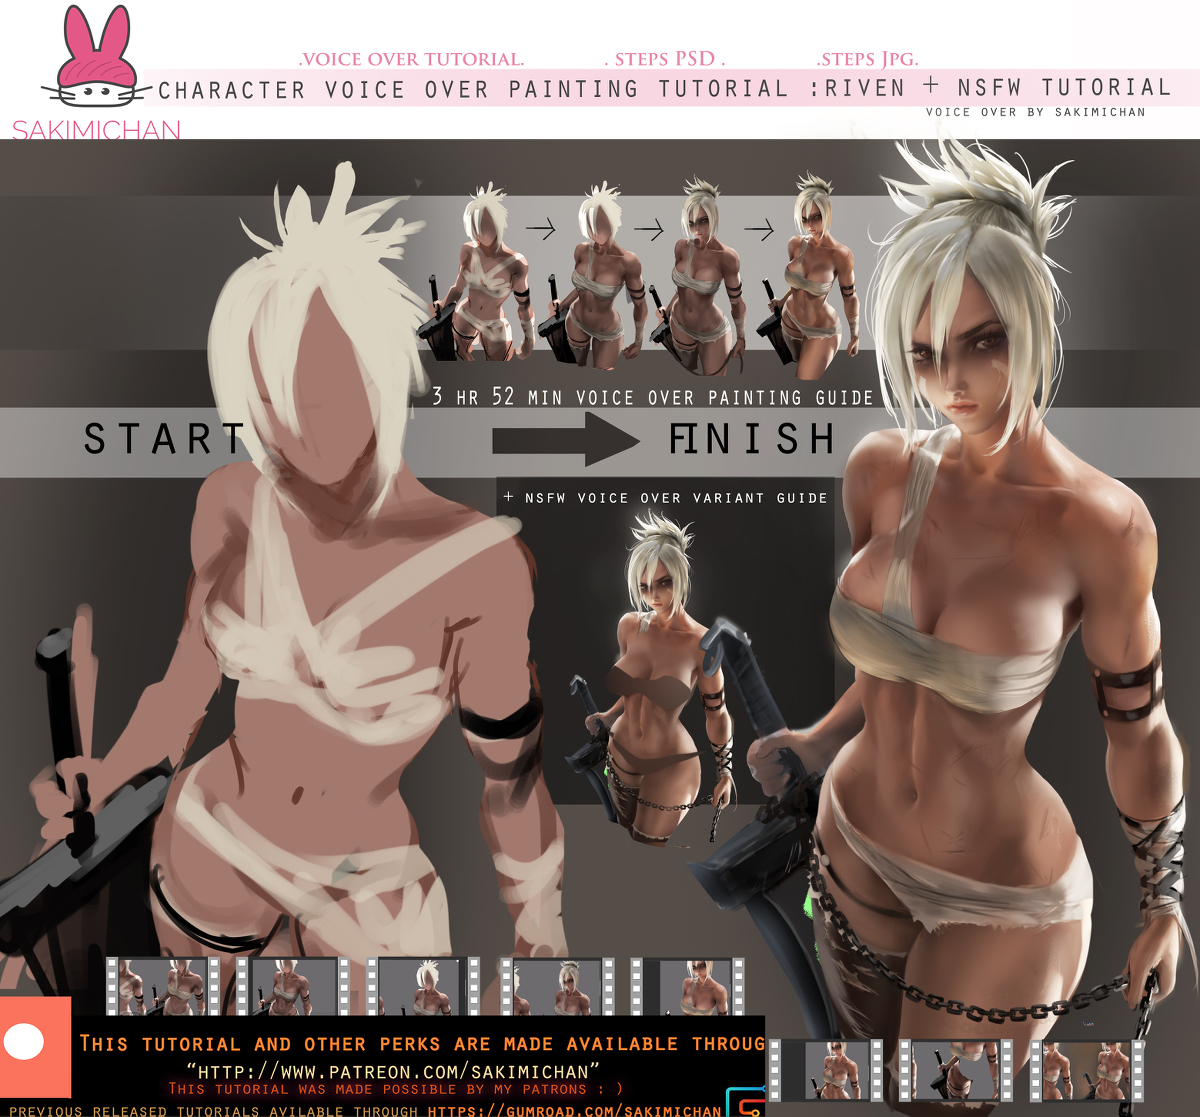 .VOICE OVER TUTORIAL.
. STEPS PSD .
.STEPS Jpg.
CHARACTER VOICE OVER PAINTING TUTORIAL :RIVEN + NSFW TUTORIAL
VOICE OVER BY SAKIMICHAN
SAKIMICHAN
3 HR 52 MIN VOICE OVER PAINTING GUIDE
START
FINISH
+ NSFW VOICE OVER VARIANT GUIDE
THIS TUTORIAL AND OTHER PERKS ARE MADE AVAILABLE THROUG
“HTTP://WWW.PATREON.COM/SAKIMICHAN”
THIS TUTORIAL WAS MADE POSSIBLE BY MY PATRONS : )
PREVIOUS RELEASED TUTORIALS AVILABLE THROUGH HTTPS://GUMROAD.COM/SAKIMICHAN